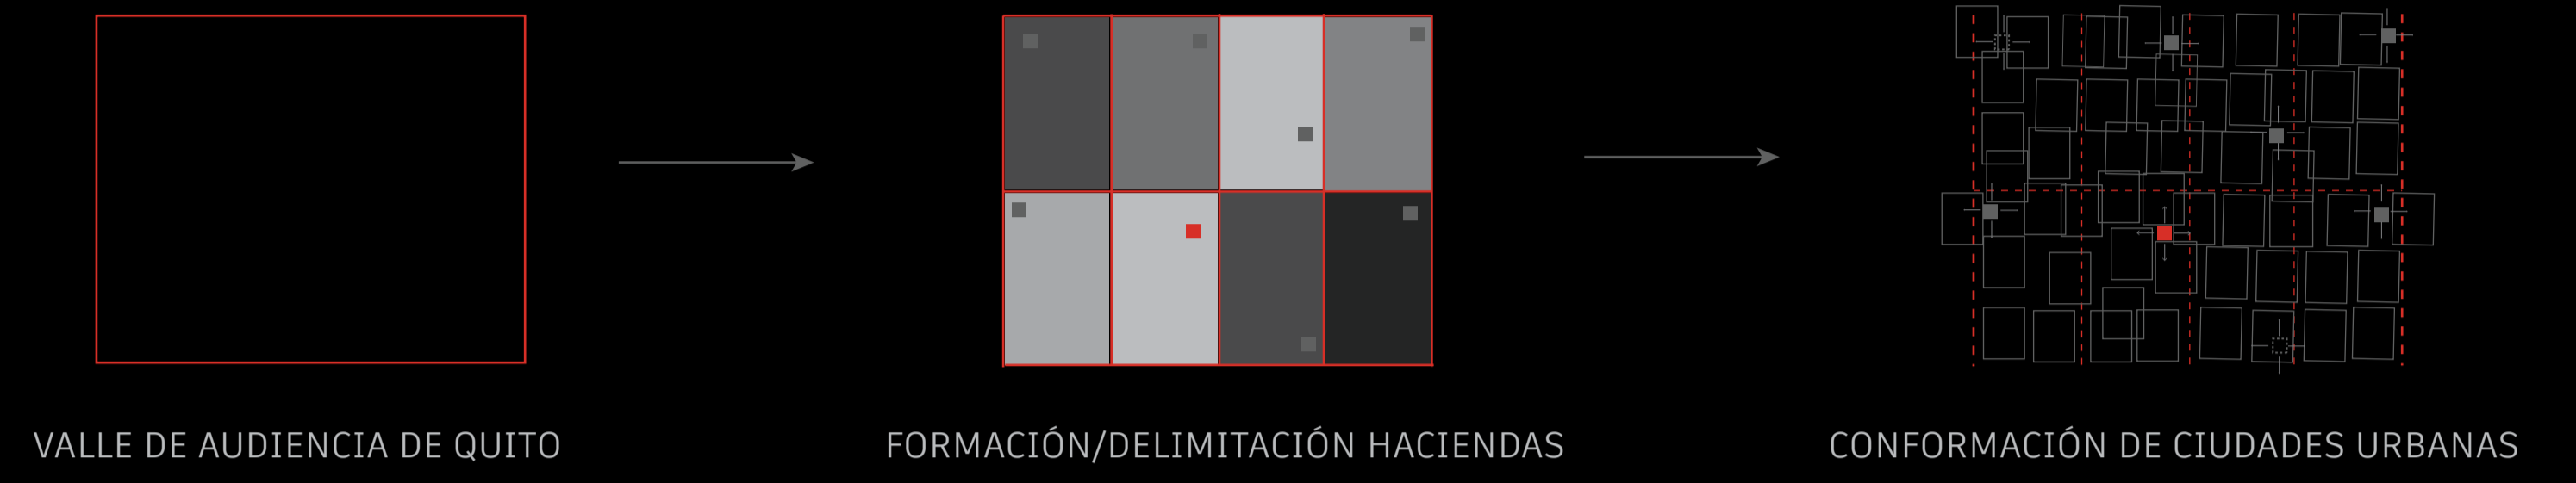 VALLE DE AUDIENCIA DE QUITO
FORMACIÓN/DELIMITACIÓN HACIENDAS
CONFORMACIÓN DE CIUDADES URBANAS